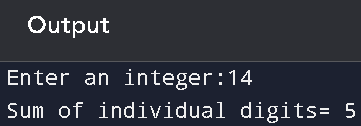 Output
Enter an integer:14
Sum of individual digits= 5